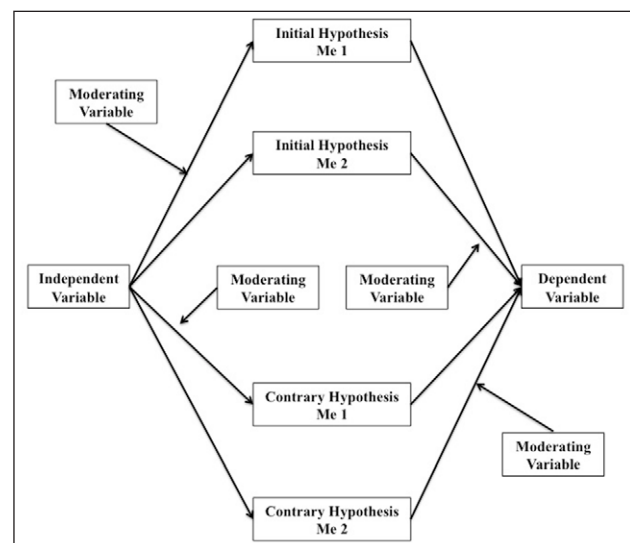 Initial Hypothesis
Me 1
Moderating
Variable
Initial Hypothesis
Me 2
Independent
Variable
Moderating
Variable
Moderating
Variable
Dependent
Variable
Contrary Hypothesis
Me 1
Moderating
Variable
Contrary Hypothesis
Me 2